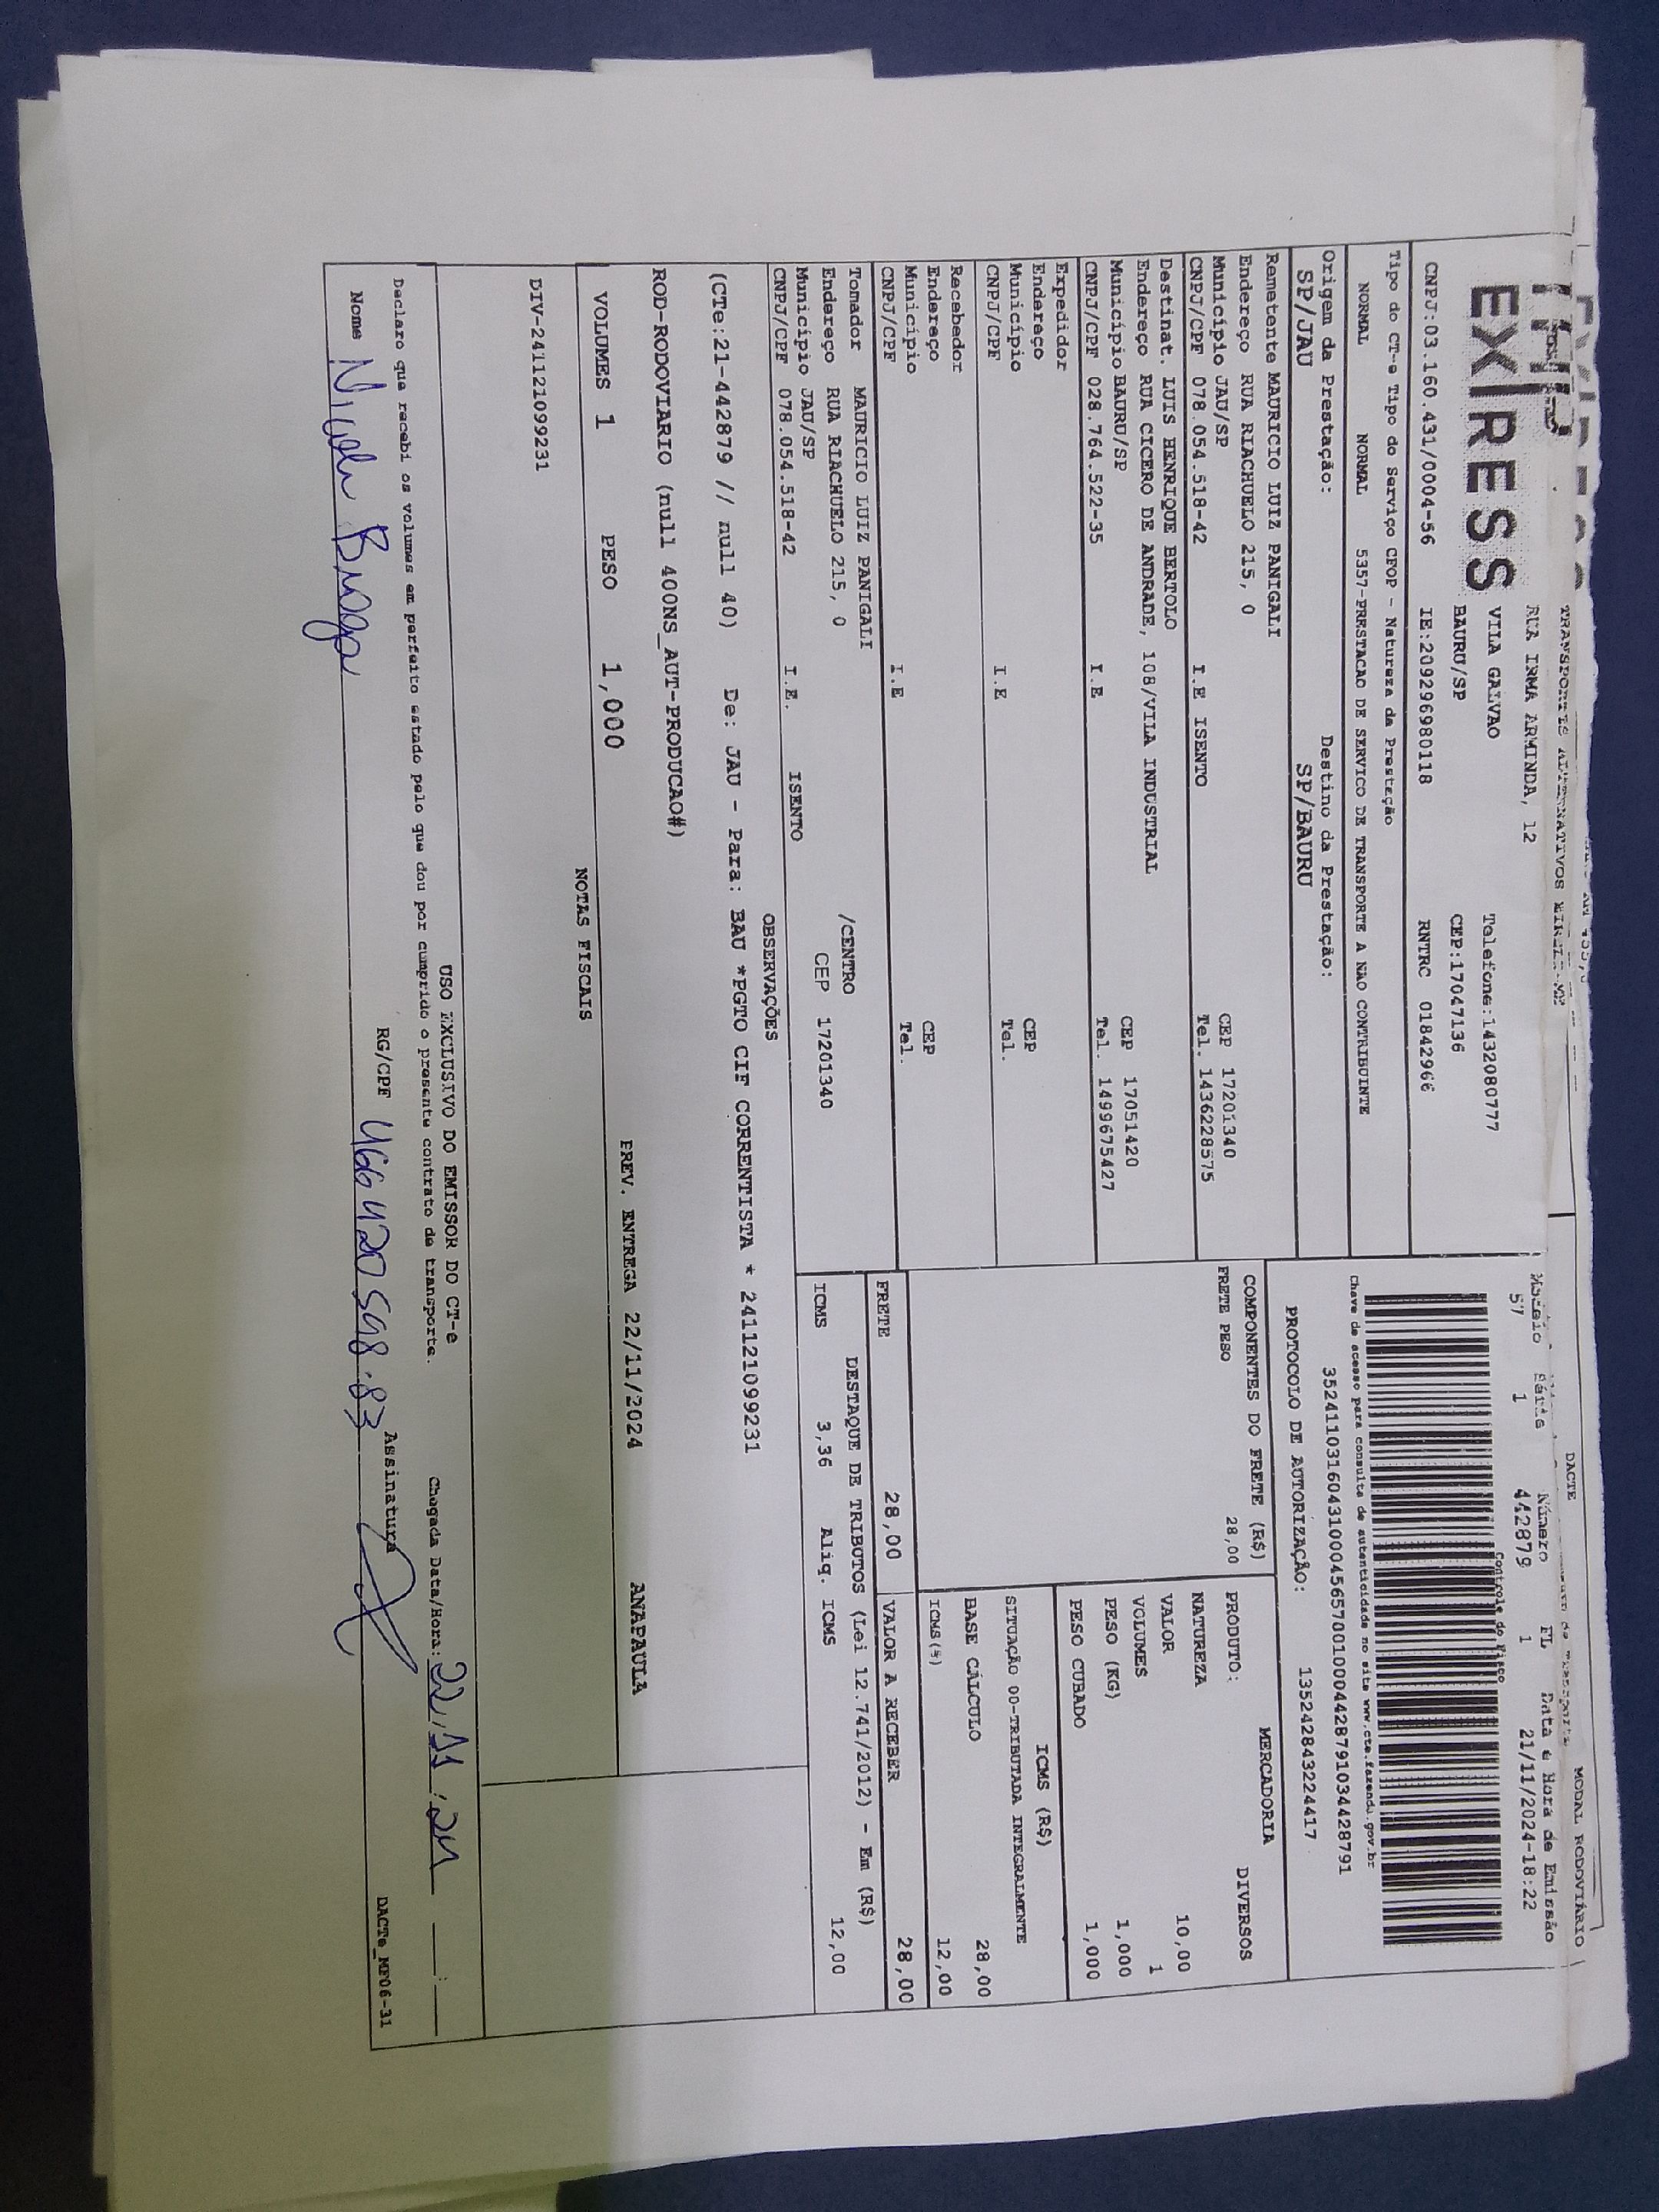 DACTE MODAL RODOVIÁRIO
TRANSPORTES ALTERNATIVOS
EXPRESS
RUA IRMA ARMINDA, 12
VILA GALVAO Telefone:1432080777
BAURU/SP CEP:17047136
CNPJ:03.160.431/0004-56 IE:209296980118 RNTRC 01842966
Modelo Série Número FL Data e Hora de Emissão
57 1 442879 1 21/11/2024-18:22
Controle do Fisco
Chave de acesso para consulta de autenticidade no site www.cte.fazenda.gov.br
35241103160431000456570010004428791034428791
PROTOCOLO DE AUTORIZAÇÃO: 135242843224417
Tipo do CT-e Tipo do Serviço CFOP - Natureza da Prestação
NORMAL NORMAL 5357-PRESTACAO DE SERVICO DE TRANSPORTE A NAO CONTRIBUINTE
Origem da Prestação: Destino da Prestação:
SP/JAU SP/BAURU
Remetente MAURICIO LUIZ PANIGALI
Endereço RUA RIACHUELO 215, 0 CEP 17201340
Município JAU/SP Tel. 1436228575
CNPJ/CPF 078.054.518-42 I.E ISENTO
Destinat. LUIS HENRIQUE BERTOLO
Endereço RUA CICERO DE ANDRADE, 108/VILA INDUSTRIAL
Município BAURU/SP CEP 17051420
CNPJ/CPF 028.764.522-35 I.E Tel. 1499675427
Expedidor
Endereço CEP
Município Tel.
CNPJ/CPF I.E
Recebedor
Endereço CEP
Município Tel.
CNPJ/CPF I.E
Tomador MAURICIO LUIZ PANIGALI
Endereço RUA RIACHUELO 215, 0 /CENTRO
Município JAU/SP CEP 17201340
CNPJ/CPF 078.054.518-42 I.E. ISENTO
COMPONENTES DO FRETE (R$)
FRETE PESO 28,00
MERCADORIA
PRODUTO: DIVERSOS
NATUREZA
VALOR 10,00
VOLUMES 1
PESO (KG) 1,000
PESO CUBADO 1,000
ICMS (R$)
SITUAÇÃO 00-TRIBUTADA INTEGRALMENTE
BASE CÁLCULO 28,00
ICMS(%) 12,00
FRETE 28,00 VALOR A RECEBER 28,00
DESTAQUE DE TRIBUTOS (Lei 12.741/2012) - Em (R$)
ICMS 3,36 Aliq. ICMS 12,00
OBSERVAÇÕES
(CTe:21-442879 // null 40) De: JAU - Para: BAU *PGTO CIF CORRENTISTA * 241121099231
ROD-RODOVIARIO (null 400NS_AUT-PRODUCAO#)
VOLUMES 1 PESO 1,000 PREV. ENTREGA 22/11/2024 ANAPAULA
NOTAS FISCAIS
DIV-241121099231
USO EXCLUSIVO DO EMISSOR DO CT-e
Declaro que recebi os volumes em perfeito estado pelo que dou por cumprido o presente contrato de transporte. Chegada Data/Hora: 22/11/24
Nome Nicoly Braga RG/CPF 466420598.83 Assinatura
DACTe_MF06-31